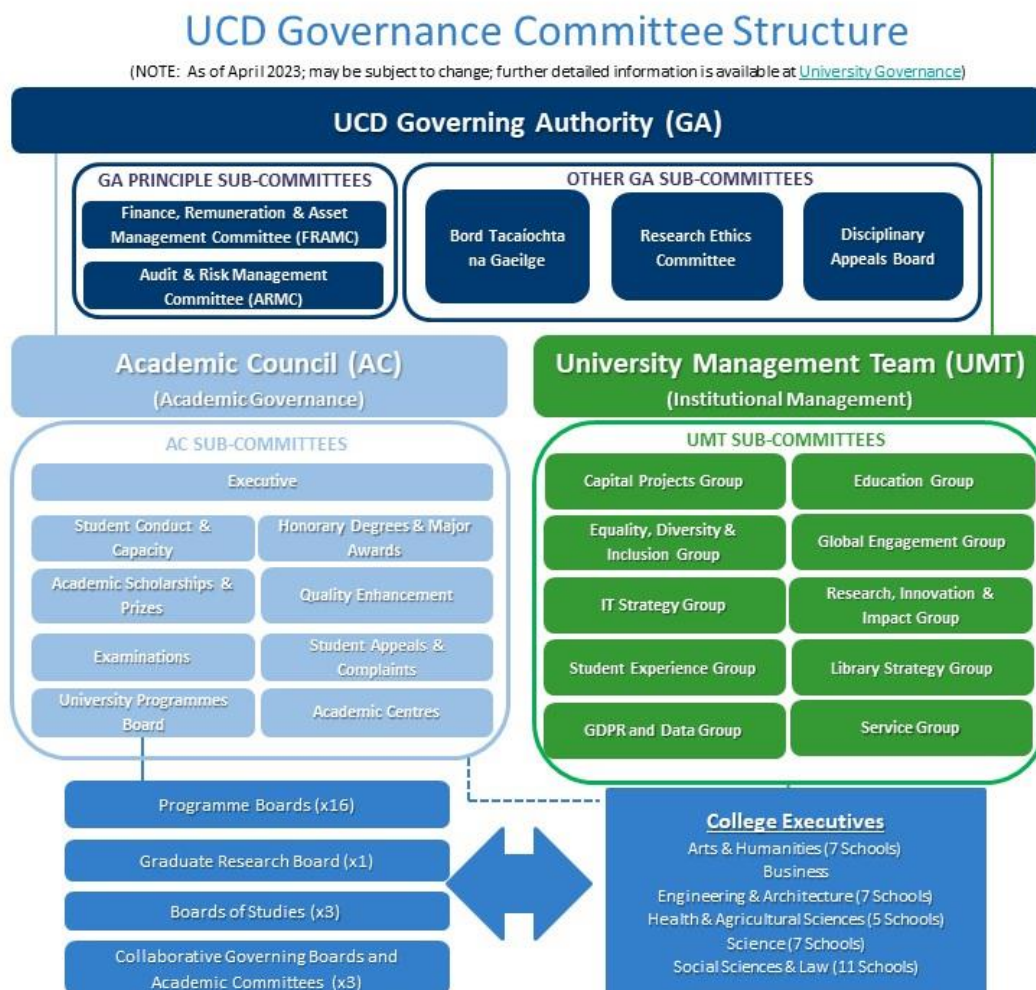 UCD Governance Committee Structure
(NOTE: As of April 2023; may be subject to change; further detailed information is available at University Governance)
UCD Governing Authority (GA)
GA PRINCIPLE SUB-COMMITTEES
Finance, Remuneration & Asset
Management Committee (FRAMC)
Audit & Risk Management
Committee (ARMC)
OTHER GA SUB-COMMITTEES
Bord Tacaíochta
na Gaeilge
Research Ethics
Committee
Disciplinary
Appeals Board
Academic Council (AC)
(Academic Governance)
AC SUB-COMMITTEES
Executive
Student Conduct &
Capacity
Honorary Degrees & Major
Awards
Academic Scholarships &
Prizes
Quality Enhancement
Examinations
Student Appeals &
Complaints
University Programmes
Board
Academic Centres
University Management Team (UMT)
(Institutional Management)
UMT SUB-COMMITTEES
Capital Projects Group
Education Group
Equality, Diversity &
Inclusion Group
Global Engagement Group
IT Strategy Group
Research, Innovation &
Impact Group
Student Experience Group
Library Strategy Group
GDPR and Data Group
Service Group
Programme Boards (x16)
Graduate Research Board (x1)
Boards of Studies (x3)
Collaborative Governing Boards and
Academic Committees (x3)
College Executives
Arts & Humanities (7 Schools)
Business
Engineering & Architecture (7 Schools)
Health & Agricultural Sciences (5 Schools)
Science (7 Schools)
Social Sciences & Law (11 Schools)